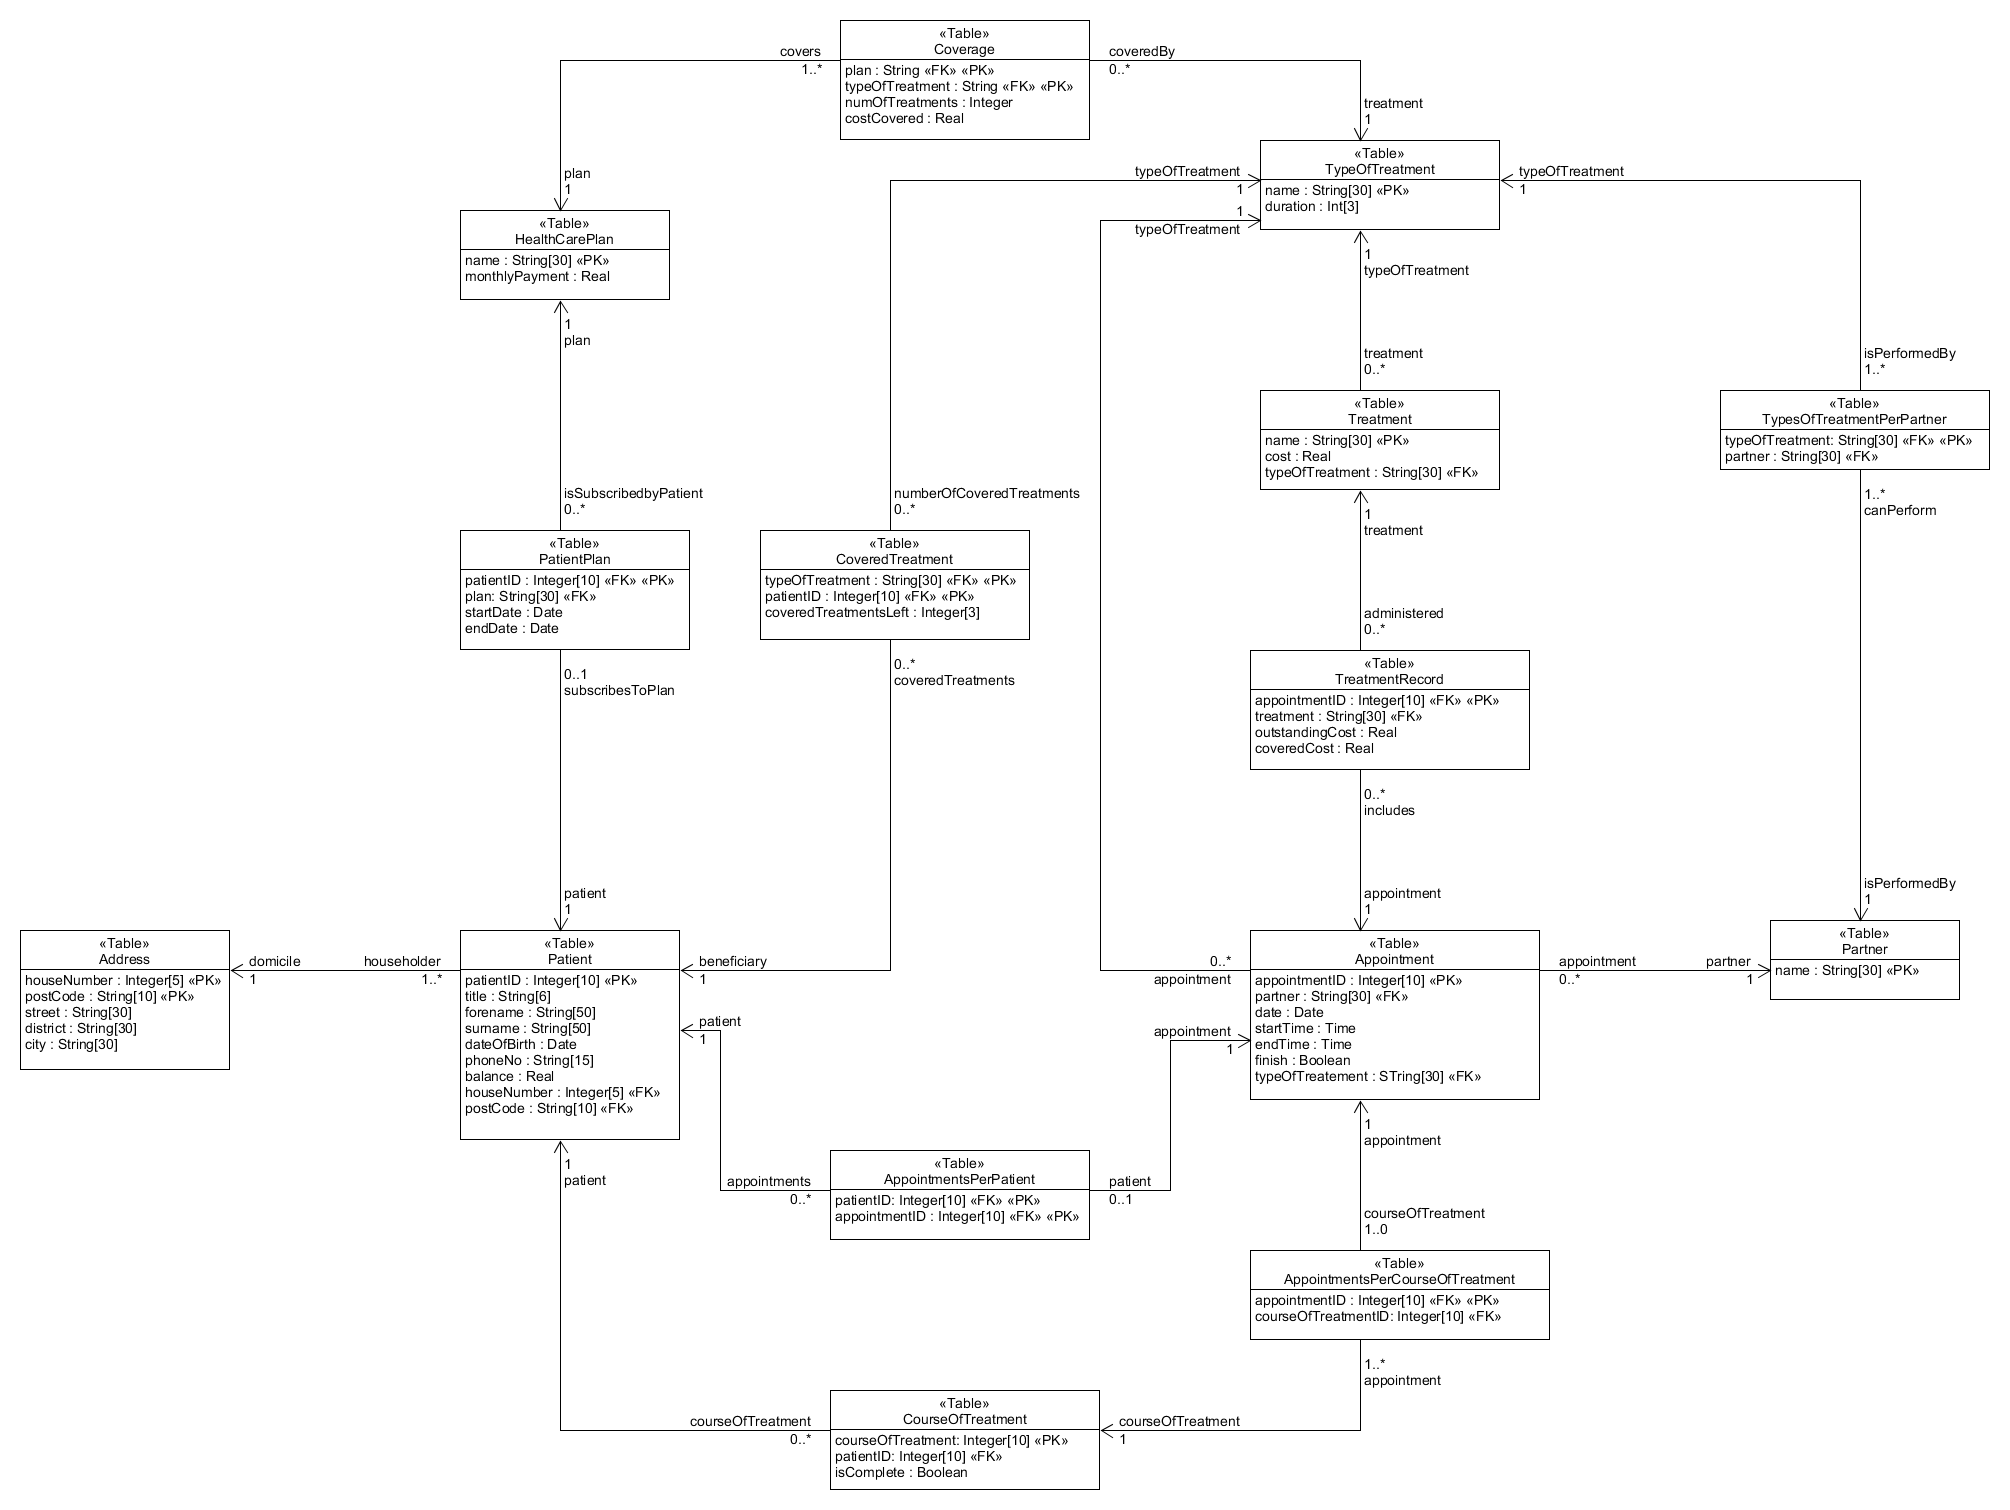 «Table»
Coverage
plan : String «FK» «PK»
typeOfTreatment : String «FK» «PK»
numOfTreatments : Integer
costCovered : Real
covers
1..*
coveredBy
0..*
treatment
1
plan
1
«Table»
TypeOfTreatment
name : String[30] «PK»
duration : Int[3]
typeOfTreatment
1
1
typeOfTreatment
typeOfTreatment
1
1
typeOfTreatment
«Table»
HealthCarePlan
name : String[30] «PK»
monthlyPayment : Real
1
plan
treatment
0..*
isPerformedBy
1..*
«Table»
Treatment
name : String[30] «PK»
cost : Real
typeOfTreatment : String[30] «FK»
«Table»
TypesOfTreatmentPerPartner
typeOfTreatment: String[30] «FK» «PK»
partner : String[30] «FK»
isSubscribedbyPatient
0..*
numberOfCoveredTreatments
0..*
1
treatment
1..*
canPerform
«Table»
PatientPlan
patientID : Integer[10] «FK» «PK»
plan: String[30] «FK»
startDate : Date
endDate : Date
«Table»
CoveredTreatment
typeOfTreatment : String[30] «FK» «PK»
patientID : Integer[10] «FK» «PK»
coveredTreatmentsLeft : Integer[3]
administered
0..*
0..1
subscribesToPlan
0..*
coveredTreatments
«Table»
TreatmentRecord
appointmentID : Integer[10] «FK» «PK»
treatment : String[30] «FK»
outstandingCost : Real
coveredCost : Real
0..*
includes
patient
1
appointment
1
isPerformedBy
1
«Table»
Address
houseNumber : Integer[5] «PK»
postCode : String[10] «PK»
street : String[30]
district : String[30]
city : String[30]
domicile
1
householder
1..*
«Table»
Patient
patientID : Integer[10] «PK»
title : String[6]
forename : String[50]
surname : String[50]
dateOfBirth : Date
phoneNo : String[15]
balance : Real
houseNumber : Integer[5] «FK»
postCode : String[10] «FK»
beneficiary
1
patient
1
0..*
appointment
appointment
1
«Table»
Appointment
appointmentID : Integer[10] «PK»
partner : String[30] «FK»
date : Date
startTime : Time
endTime : Time
finish : Boolean
typeOfTreatement : STring[30] «FK»
appointment
0..*
partner
1
«Table»
Partner
name : String[30] «PK»
1
patient
1
appointment
appointments
0..*
«Table»
AppointmentsPerPatient
patientID: Integer[10] «FK» «PK»
appointmentID : Integer[10] «FK» «PK»
patient
0..1
courseOfTreatment
1..0
«Table»
AppointmentsPerCourseOfTreatment
appointmentID : Integer[10] «FK» «PK»
courseOfTreatmentID: Integer[10] «FK»
1..*
appointment
courseOfTreatment
0..*
«Table»
CourseOfTreatment
courseOfTreatment: Integer[10] «PK»
patientID: Integer[10] «FK»
isComplete : Boolean
courseOfTreatment
1